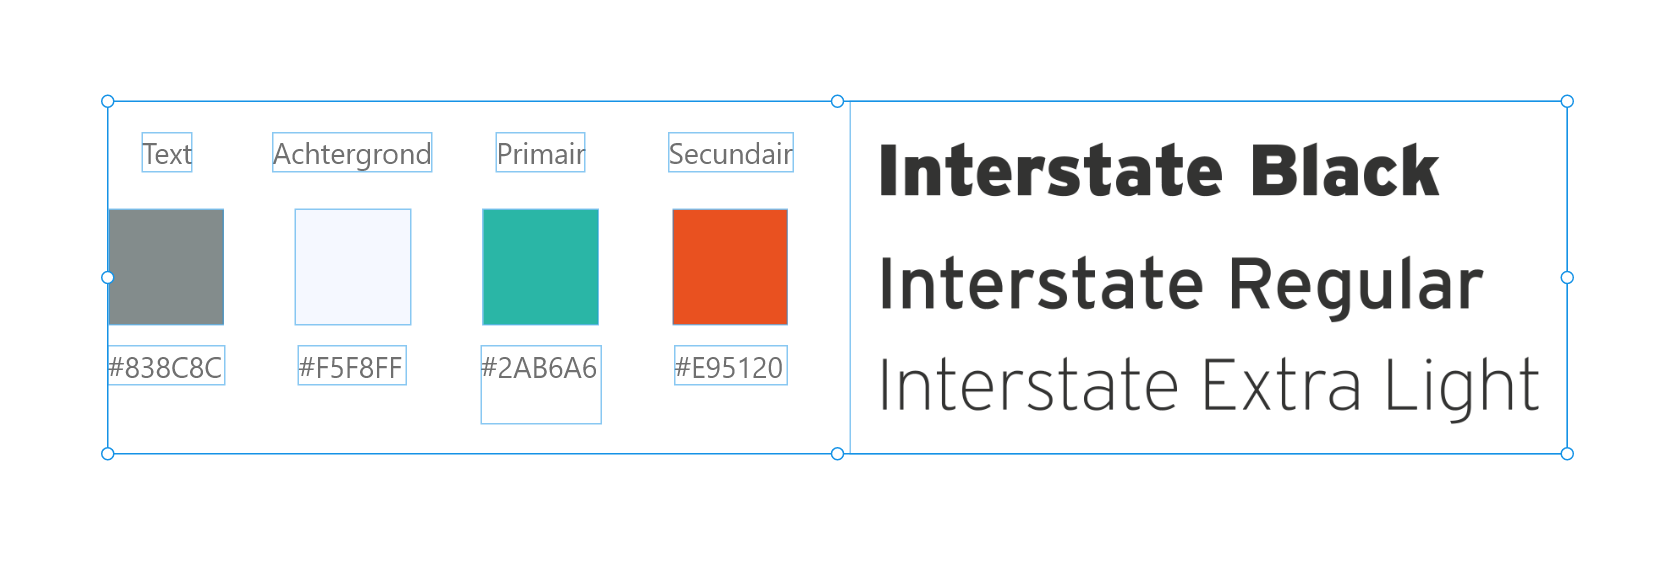 Text Achtergrond Primair Secundair
#838C8C #F5F8FF #2AB6A6 #E95120
Interstate Black
Interstate Regular
Interstate Extra Light